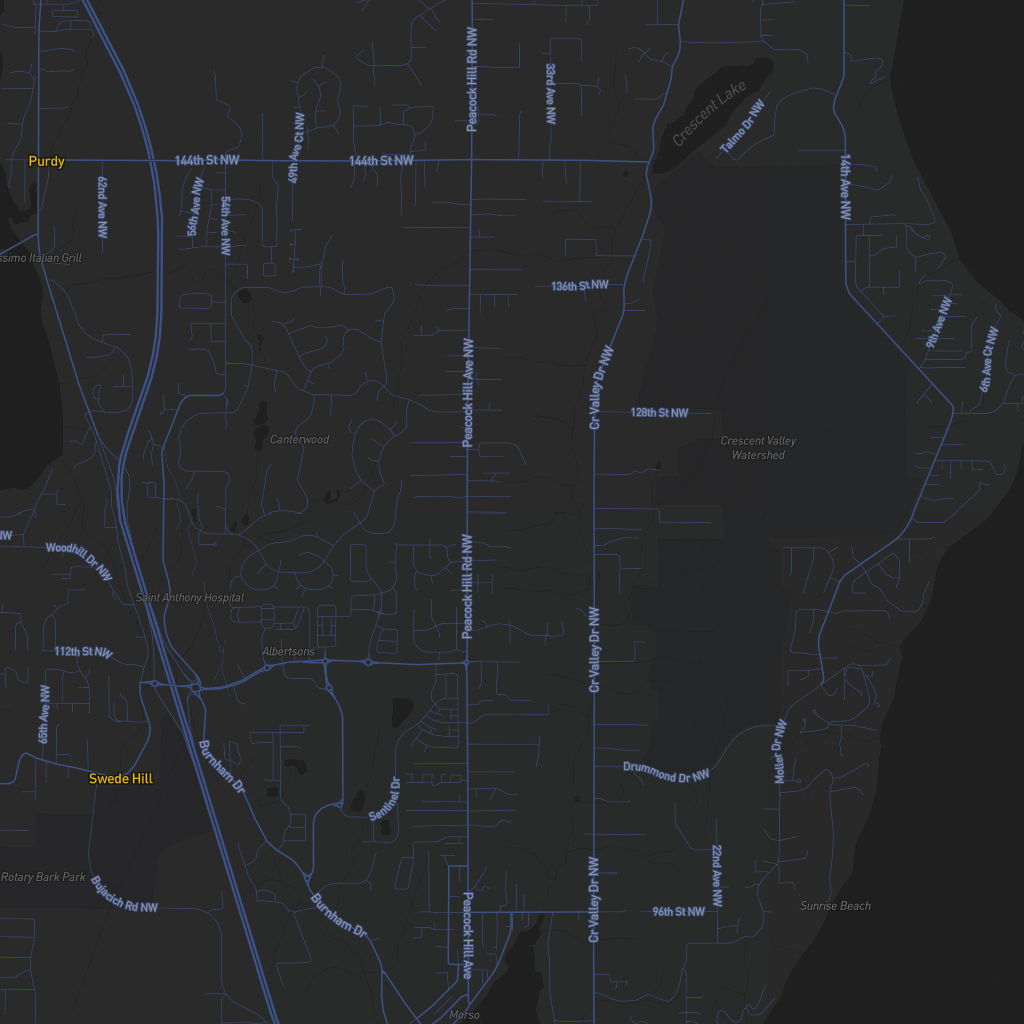 Peacock Hill Rd NW
33rd Ave NW
Crescent Lake
Talmo Dr NW
49th Ave Ct NW
Purdy
144th St NW
144th St NW
14th Ave NW
62nd Ave NW
56th Ave NW
54th Ave NW
ssimo Italian Grill
136th St NW
9th Ave NW
6th Ave Ct NW
Peacock Hill Ave NW
Cr Valley Dr NW
128th St NW
Canterwood
Crescent Valley
Watershed
NW
Woodhill Dr NW
Peacock Hill Rd NW
Saint Anthony Hospital
112th St NW
Albertsons
Cr Valley Dr NW
65th Ave NW
Moller Dr NW
Swede Hill
Burnham Dr
Drummond Dr NW
Sentinel Dr
Rotary Bark Park
22nd Ave NW
Bujacich Rd NW
Burnham Dr
Peacock Hill Ave
Cr Valley Dr NW
96th St NW
Sunrise Beach
Morso